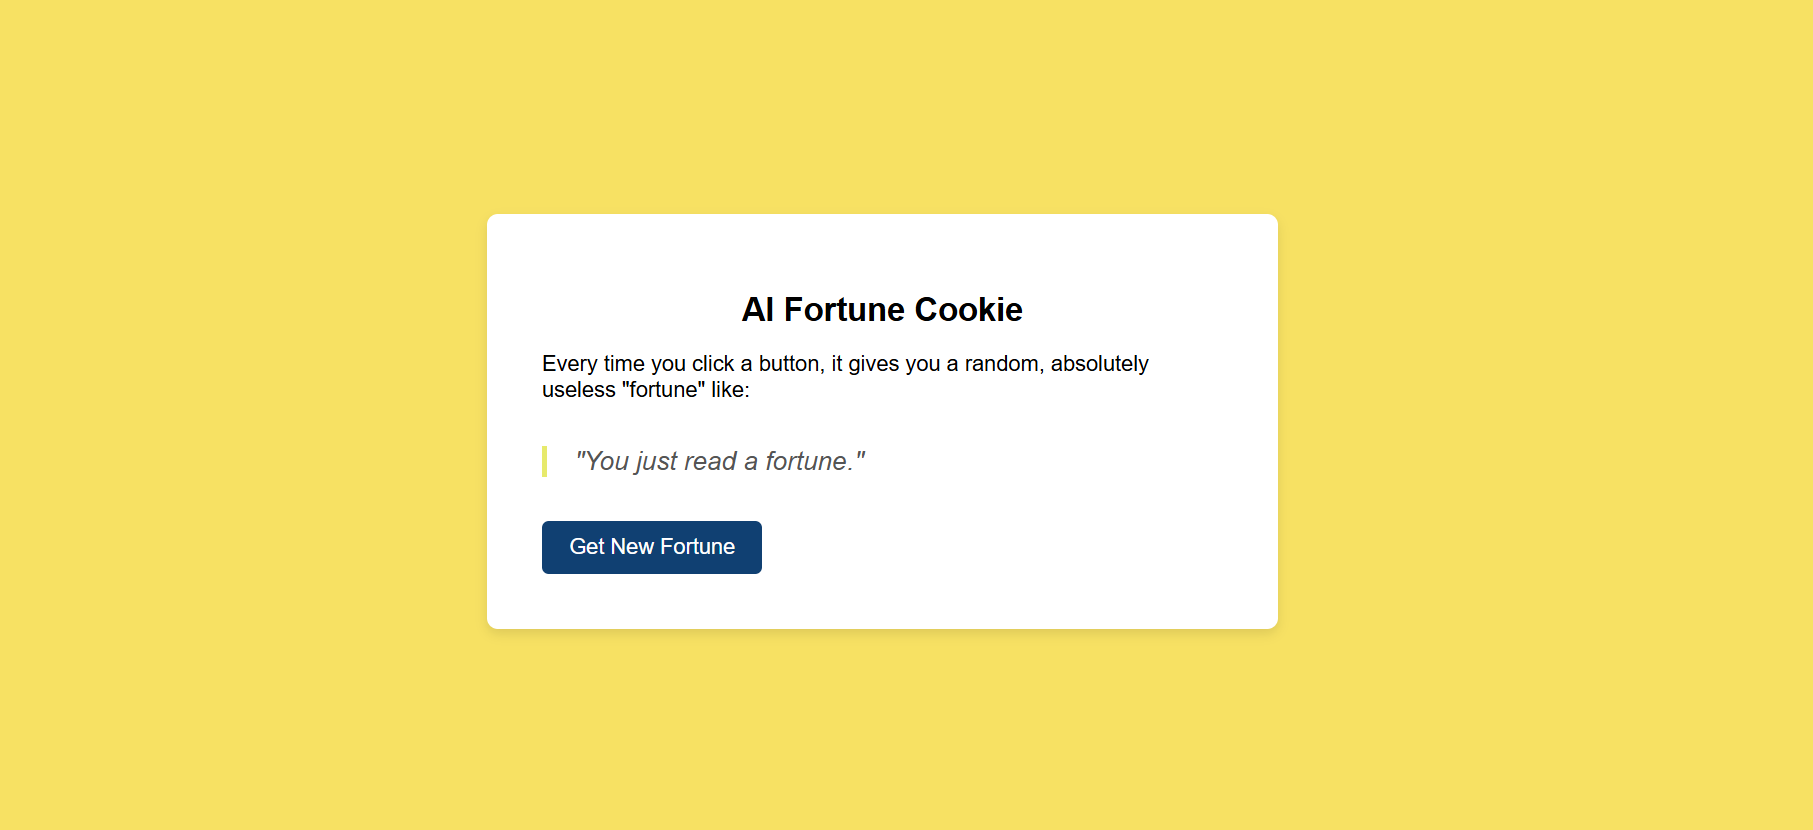 AI Fortune Cookie
Every time you click a button, it gives you a random, absolutely
useless "fortune" like:
"You just read a fortune."
Get New Fortune